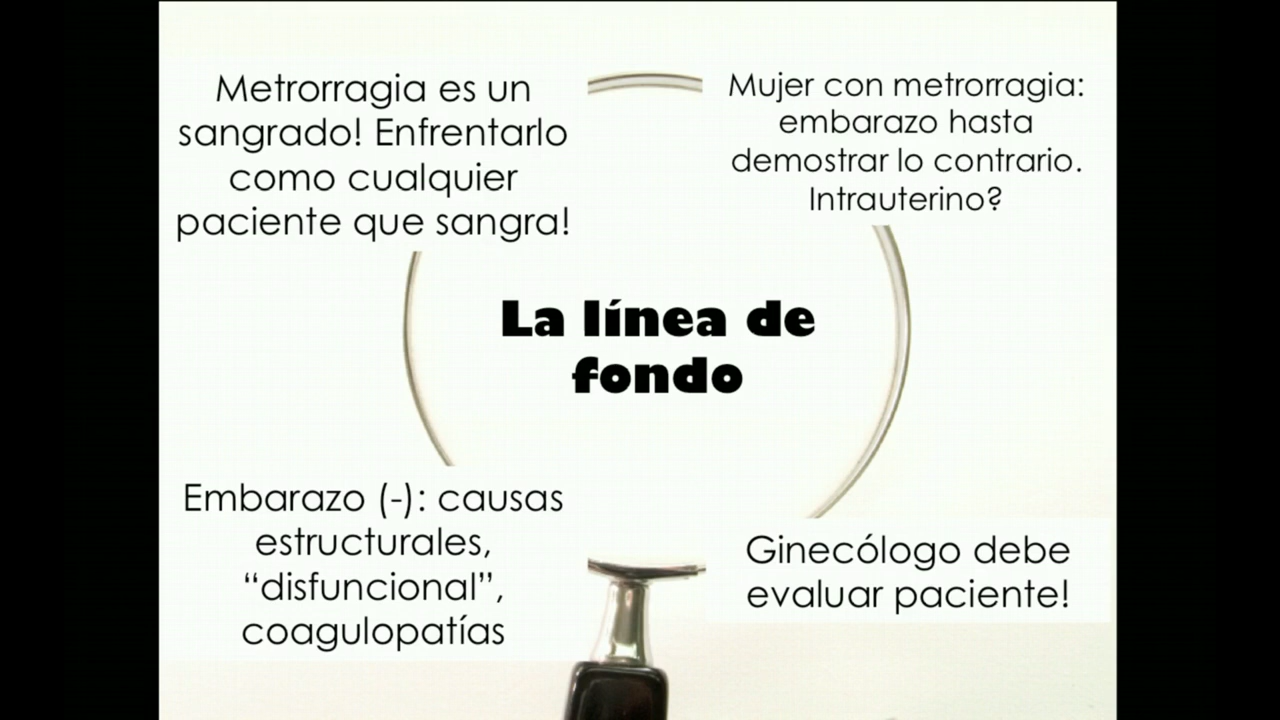 Metrorragia es un
sangrado! Enfrentarlo
como cualquier
paciente que sangra!
Mujer con metrorragia:
embarazo hasta
demostrar lo contrario.
Intrauterino?
La línea de
fondo
Embarazo (-): causas
estructurales,
“disfuncional”,
coagulopatías
Ginecólogo debe
evaluar paciente!